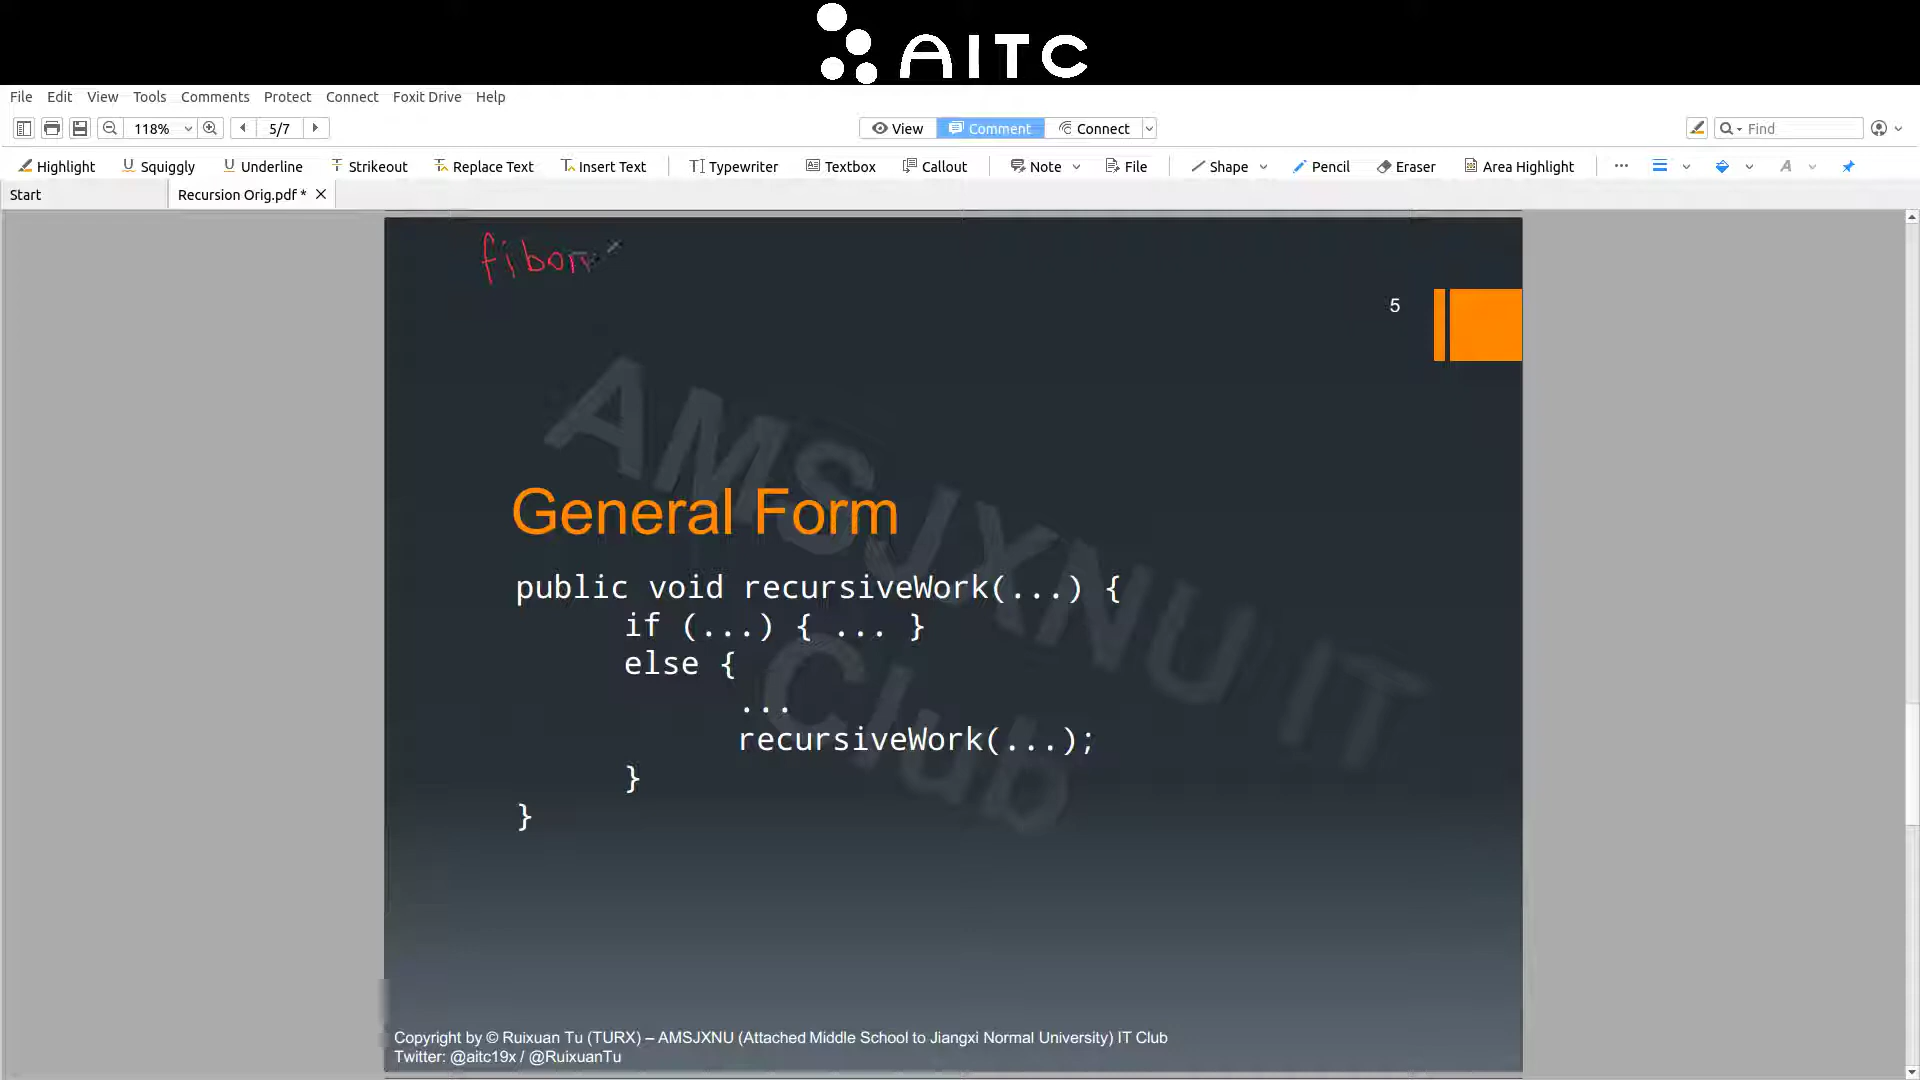 AITC
File Edit View Tools Comments Protect Connect Foxit Drive Help
118% 5/7 View Comment Connect Find
Highlight Squiggly Underline Strikeout Replace Text Insert Text Typewriter Textbox Callout Note File Shape Pencil Eraser Area Highlight ... A
Start Recursion Orig.pdf *
fibon
5
AMSJXNU IT
Club
General Form
public void recursiveWork(...) {
if (...) { ... }
else {
...
recursiveWork(...);
}
}
Copyright by © Ruixuan Tu (TURX) – AMSJXNU (Attached Middle School to Jiangxi Normal University) IT Club
Twitter: @aitc19x / @RuixuanTu